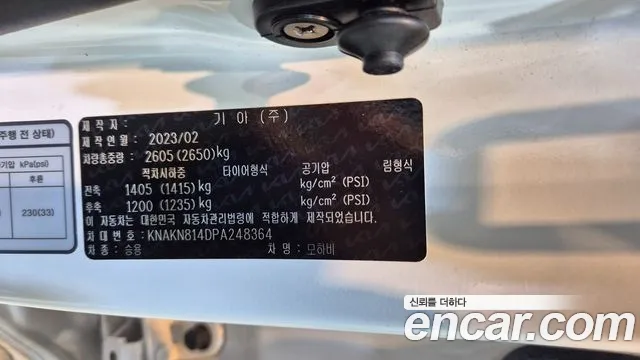 주행 전 상태)
기압 kPa(psi)
후륜
230(33)
제 작 자 : 기 아 (주)
제 작 연 월 : 2023/02
차량총중량 : 2605 (2650)kg
적차시하중 타이어형식 공기압 림형식
전축 1405 (1415)kg kg/cm² (PSI)
후축 1200 (1235)kg kg/cm² (PSI)
이 자동차는 대한민국 자동차관리법령에 적합하게 제작되었습니다.
차 대 번 호 : KNAKN814DPA248364
차 종 : 승용 차 명 : 모하비
신뢰를 더하다
encar.com